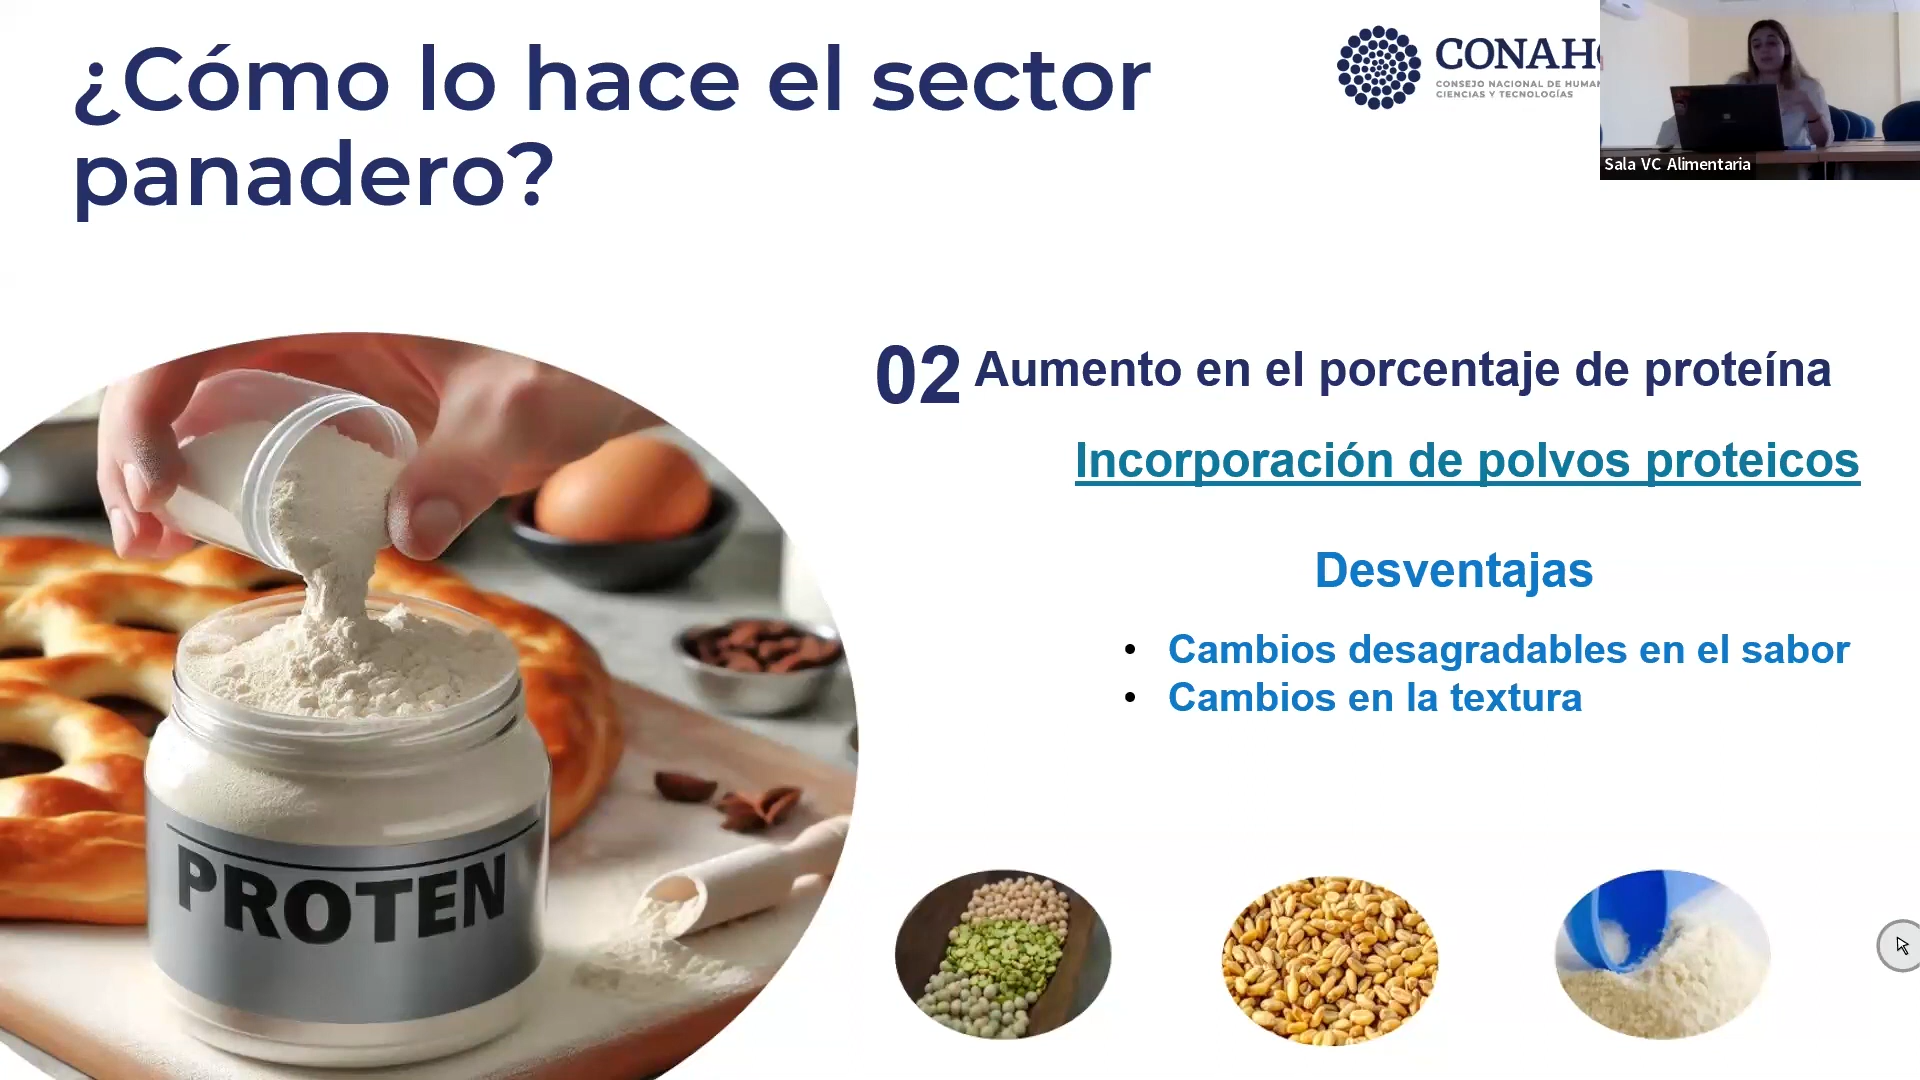 ¿Cómo lo hace el sector
panadero?
CONAH
CONSEJO NACIONAL DE
CIENCIAS Y TECNOLOGÍAS
Sala VC Alimentaria
02 Aumento en el porcentaje de proteína
Incorporación de polvos proteicos
Desventajas
• Cambios desagradables en el sabor
• Cambios en la textura
PROTEN